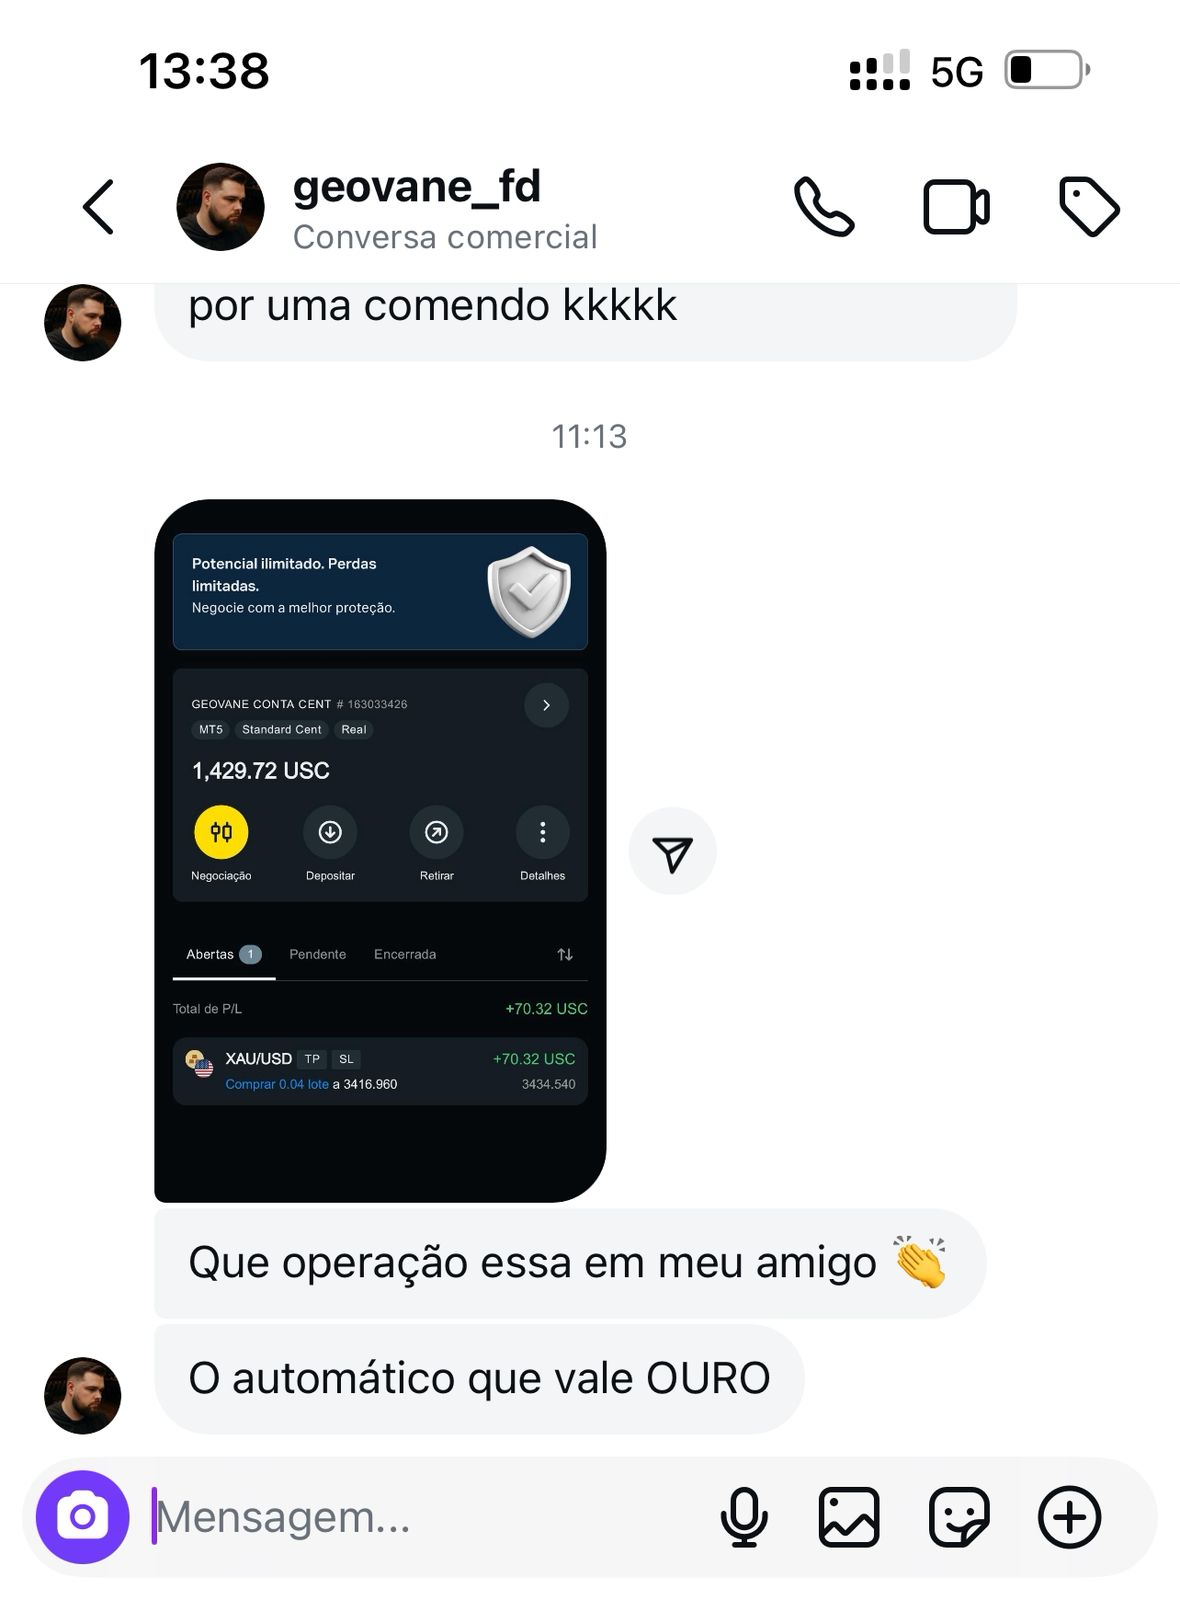 13:38
5G
geovane_fd
Conversa comercial
por uma comendo kkkkk
11:13
Potencial ilimitado. Perdas
limitadas.
Negocie com a melhor proteção.
GEOVANE CONTA CENT # 163033426
MT5 Standard Cent Real
1,429.72 USC
Negociação Depositar Retirar Detalhes
Abertas 1 Pendente Encerrada
Total de P/L +70.32 USC
XAU/USD TP SL +70.32 USC
Comprar 0.04 lote a 3416.960 3434.540
Que operação essa em meu amigo 👏
O automático que vale OURO
Mensagem...